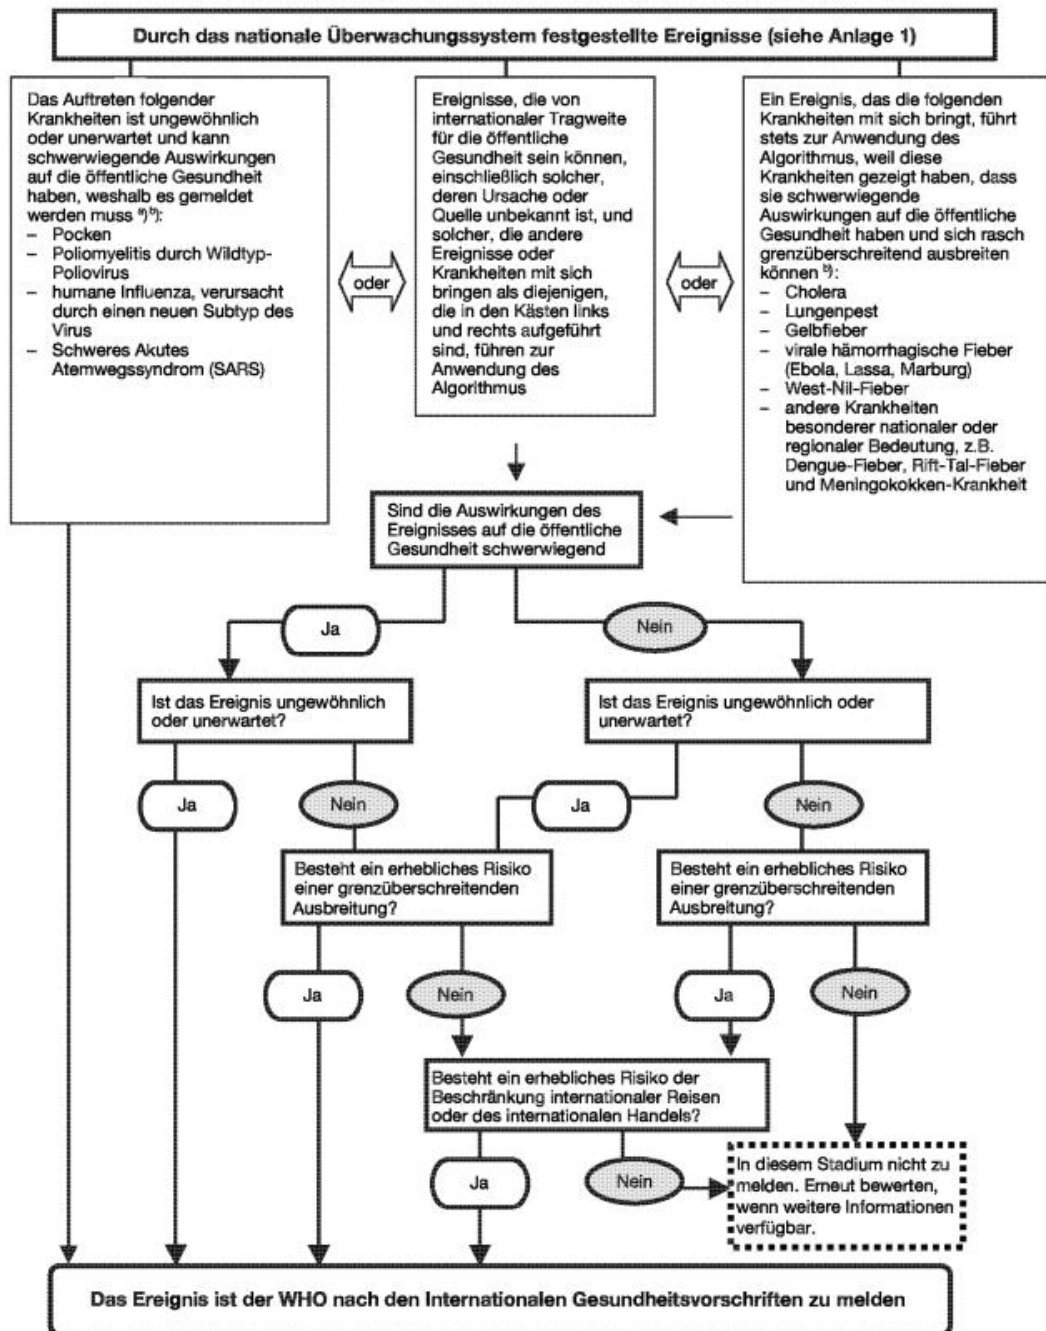 Durch das nationale Überwachungssystem festgestellte Ereignisse (siehe Anlage 1)
Das Auftreten folgender
Krankheiten ist ungewöhnlich
oder unerwartet und kann
schwerwiegende Auswirkungen
auf die öffentliche Gesundheit
haben, weshalb es gemeldet
werden muss a) b):
– Pocken
– Poliomyelitis durch Wildtyp-
Poliovirus
– humane Influenza, verursacht
durch einen neuen Subtyp des
Virus
– Schweres Akutes
Atemwegssyndrom (SARS)
oder
Ereignisse, die von
internationaler Tragweite
für die öffentliche
Gesundheit sein können,
einschließlich solcher,
deren Ursache oder
Quelle unbekannt ist, und
solcher, die andere
Ereignisse oder
Krankheiten mit sich
bringen als diejenigen,
die in den Kästen links
und rechts aufgeführt
sind, führen zur
Anwendung des
Algorithmus
oder
Ein Ereignis, das die folgenden
Krankheiten mit sich bringt, führt
stets zur Anwendung des
Algorithmus, weil diese
Krankheiten gezeigt haben, dass
sie schwerwiegende
Auswirkungen auf die öffentliche
Gesundheit haben und sich rasch
grenzüberschreitend ausbreiten
können b):
– Cholera
– Lungenpest
– Gelbfieber
– virale hämorrhagische Fieber
(Ebola, Lassa, Marburg)
– West-Nil-Fieber
– andere Krankheiten
besonderer nationaler oder
regionaler Bedeutung, z.B.
Dengue-Fieber, Rift-Tal-Fieber
und Meningokokken-Krankheit
Sind die Auswirkungen des
Ereignisses auf die öffentliche
Gesundheit schwerwiegend
Ja
Nein
Ist das Ereignis ungewöhnlich
oder unerwartet?
Ist das Ereignis ungewöhnlich oder
unerwartet?
Ja
Nein
Ja
Nein
Besteht ein erhebliches Risiko
einer grenzüberschreitenden
Ausbreitung?
Besteht ein erhebliches Risiko
einer grenzüberschreitenden
Ausbreitung?
Ja
Nein
Ja
Nein
Besteht ein erhebliches Risiko der
Beschränkung internationaler Reisen
oder des internationalen Handels?
Ja
Nein
In diesem Stadium nicht zu
melden. Erneut bewerten,
wenn weitere Informationen
verfügbar.
Das Ereignis ist der WHO nach den Internationalen Gesundheitsvorschriften zu melden